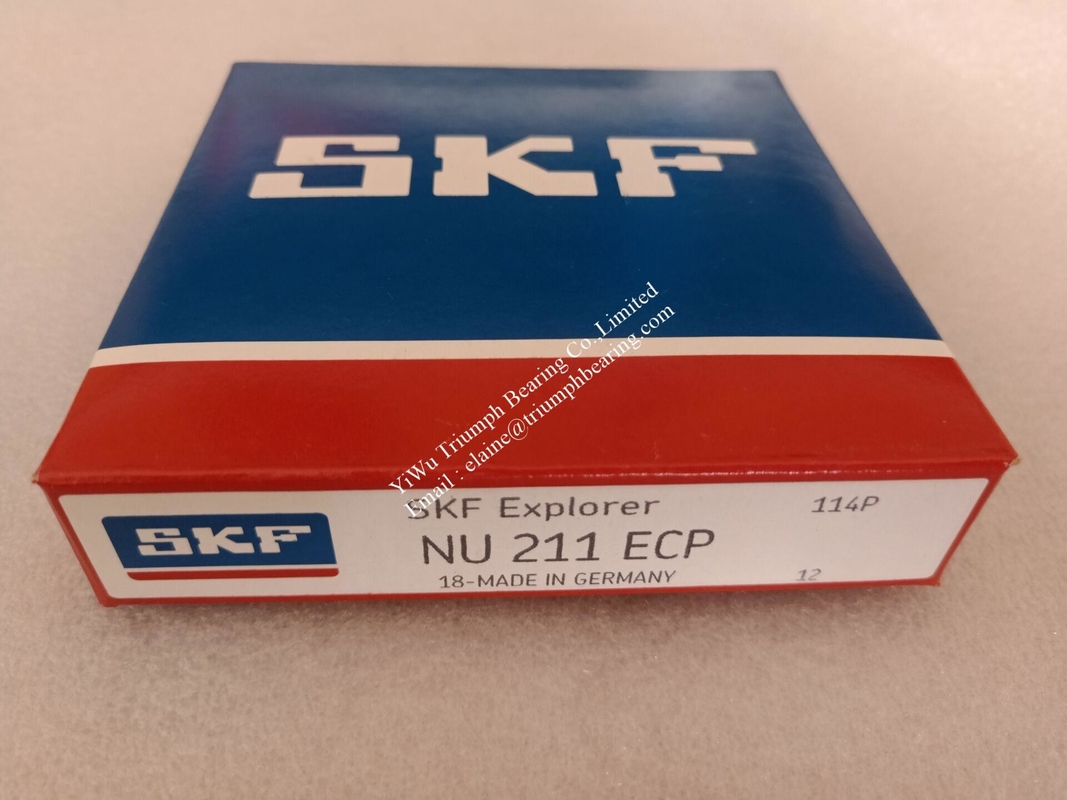 SKF
YiWu Triumph Bearing Co.,Limited
Email : elaine@triumphbearing.com
SKF
SKF Explorer
114P
NU 211 ECP
18-MADE IN GERMANY
12